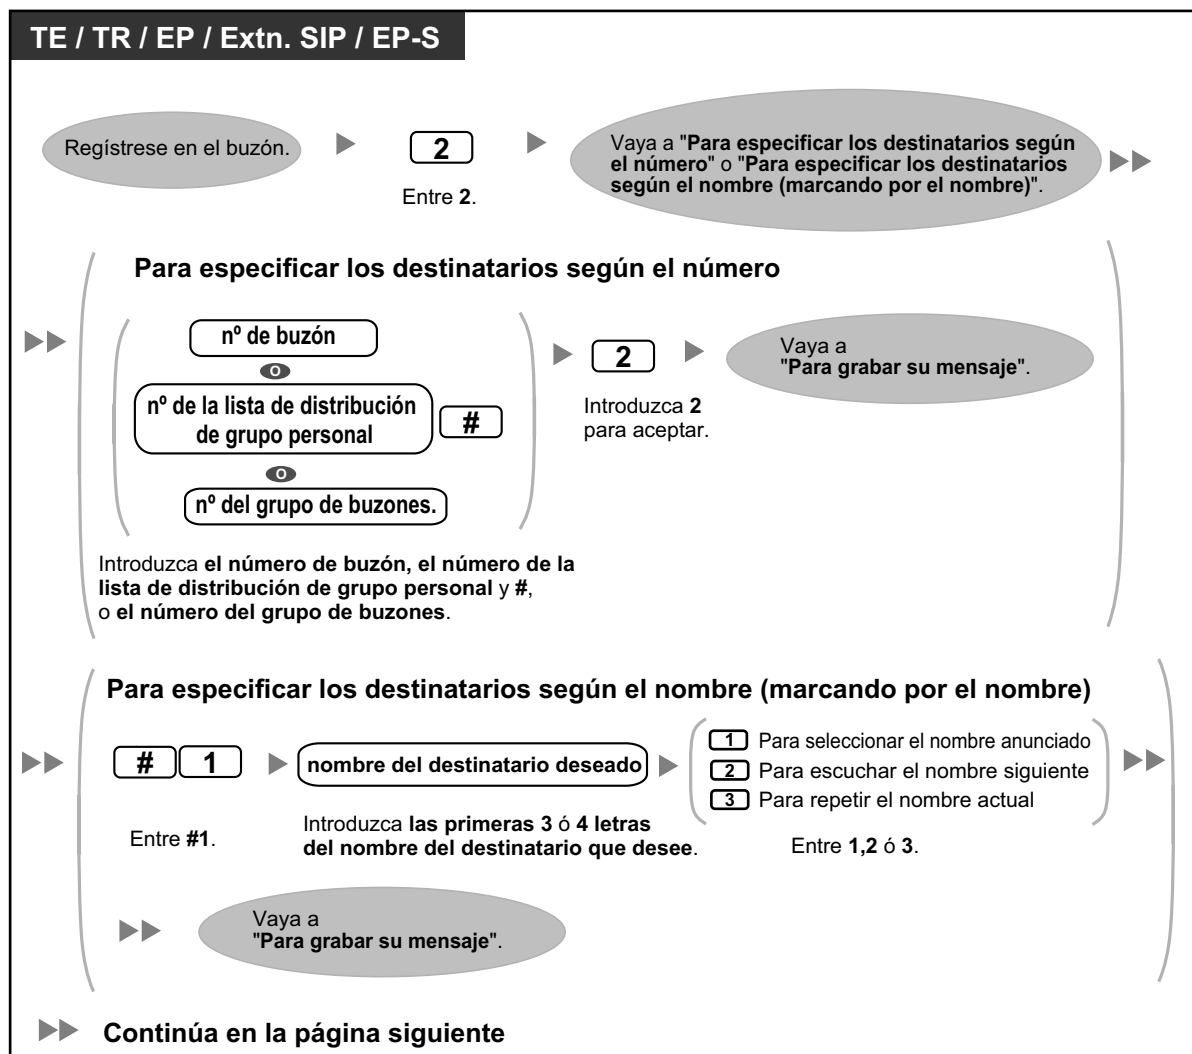 TE / TR / EP / Extn. SIP / EP-S
Regístrese en el buzón.
2
Entre 2.
Vaya a "Para especificar los destinatarios según
el número" o "Para especificar los destinatarios
según el nombre (marcando por el nombre)".
Para especificar los destinatarios según el número
nº de buzón
O
nº de la lista de distribución
de grupo personal
#
O
nº del grupo de buzones.
Introduzca el número de buzón, el número de la
lista de distribución de grupo personal y #,
o el número del grupo de buzones.
2
Introduzca 2
para aceptar.
Vaya a
"Para grabar su mensaje".
Para especificar los destinatarios según el nombre (marcando por el nombre)
# 1
Entre #1.
nombre del destinatario deseado
Introduzca las primeras 3 ó 4 letras
del nombre del destinatario que desee.
1 Para seleccionar el nombre anunciado
2 Para escuchar el nombre siguiente
3 Para repetir el nombre actual
Entre 1,2 ó 3.
Vaya a
"Para grabar su mensaje".
Continúa en la página siguiente